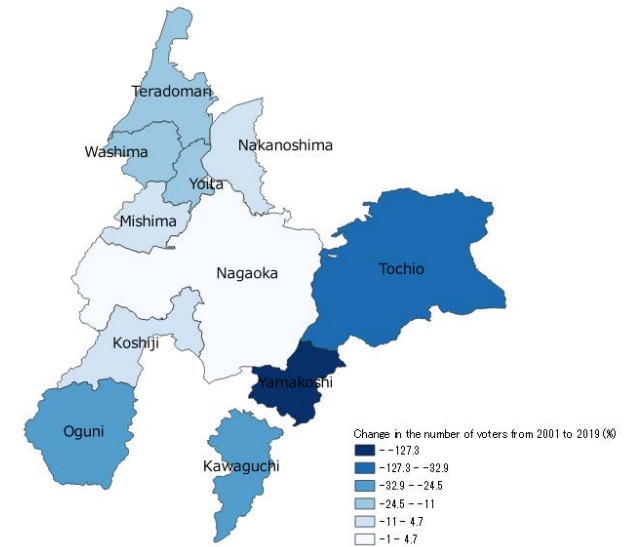 Teradomari
Washima
Nakanoshima
Yoita
Mishima
Nagaoka
Tochio
Koshiji
Yamakoshi
Oguni
Kawaguchi
Change in the number of voters from 2001 to 2019 (%)
- -127.3
-127.3 - -32.9
-32.9 - -24.5
-24.5 - -11
-11 - 4.7
-1 - 4.7